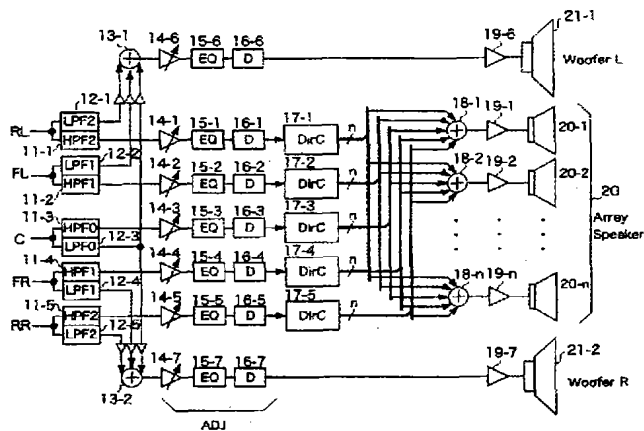 13-1 14-6 15-6 16-6 19-6 21-1
EQ D
Woofer L
12-1
RL LPF2 HPF2
11-1
14-1 15-1 16-1 17-1 n 18-1 19-1 20-1
EQ D DirC
12-2
FL LPF1 HPF1
11-2
14-2 15-2 16-2 17-2 n 18-2 19-2 20-2
EQ D DirC
11-3
C HPF0 LPF0
12-3
14-3 15-3 16-3 17-3 n
EQ D DirC
20
Array Speaker
11-4
FR HPF1 LPF1
12-4
14-4 15-4 16-4 17-4 n 18-n 19-n 20-n
EQ D DirC
11-5
RR HPF2 LPF2
12-5
14-5 15-5 16-5 17-5 n
EQ D DirC
13-2 14-7 15-7 16-7 19-7 21-2
EQ D
Woofer R
ADJ